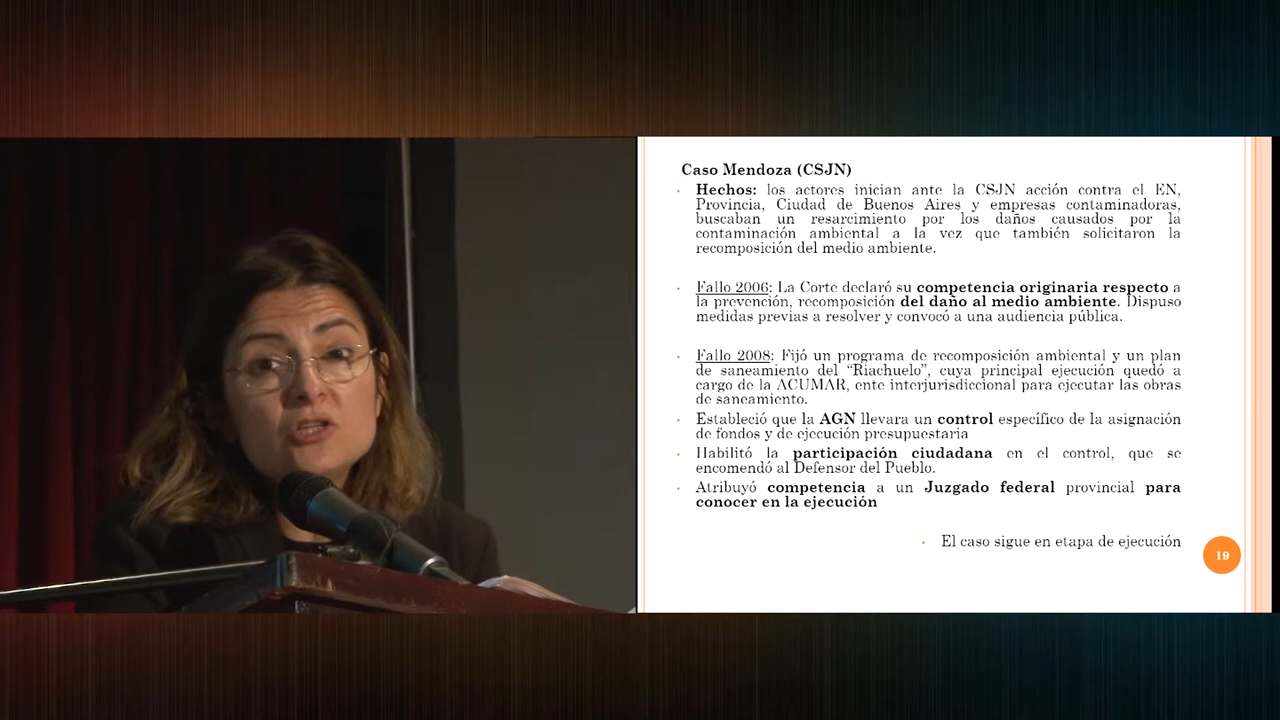 Caso Mendoza (CSJN)
Hechos: los actores inician ante la CSJN acción contra el EN,
Provincia, Ciudad de Buenos Aires y empresas contaminadoras,
buscaban un resarcimiento por los daños causados por la
contaminación ambiental a la vez que también solicitaron la
recomposición del medio ambiente.
Fallo 2006: La Corte declaró su competencia originaria respecto a
la prevención, recomposición del daño al medio ambiente. Dispuso
medidas previas a resolver y convocó a una audiencia pública.
Fallo 2008: Fijó un programa de recomposición ambiental y un plan
de saneamiento del “Riachuelo”, cuya principal ejecución quedó a
cargo de la ACUMAR, ente interjurisdiccional para ejecutar las obras
de saneamiento.
Estableció que la AGN llevara un control específico de la asignación
de fondos y de ejecución presupuestaria
Habilitó la participación ciudadana en el control, que se
encomendó al Defensor del Pueblo.
Atribuyó competencia a un Juzgado federal provincial para
conocer en la ejecución
El caso sigue en etapa de ejecución
19